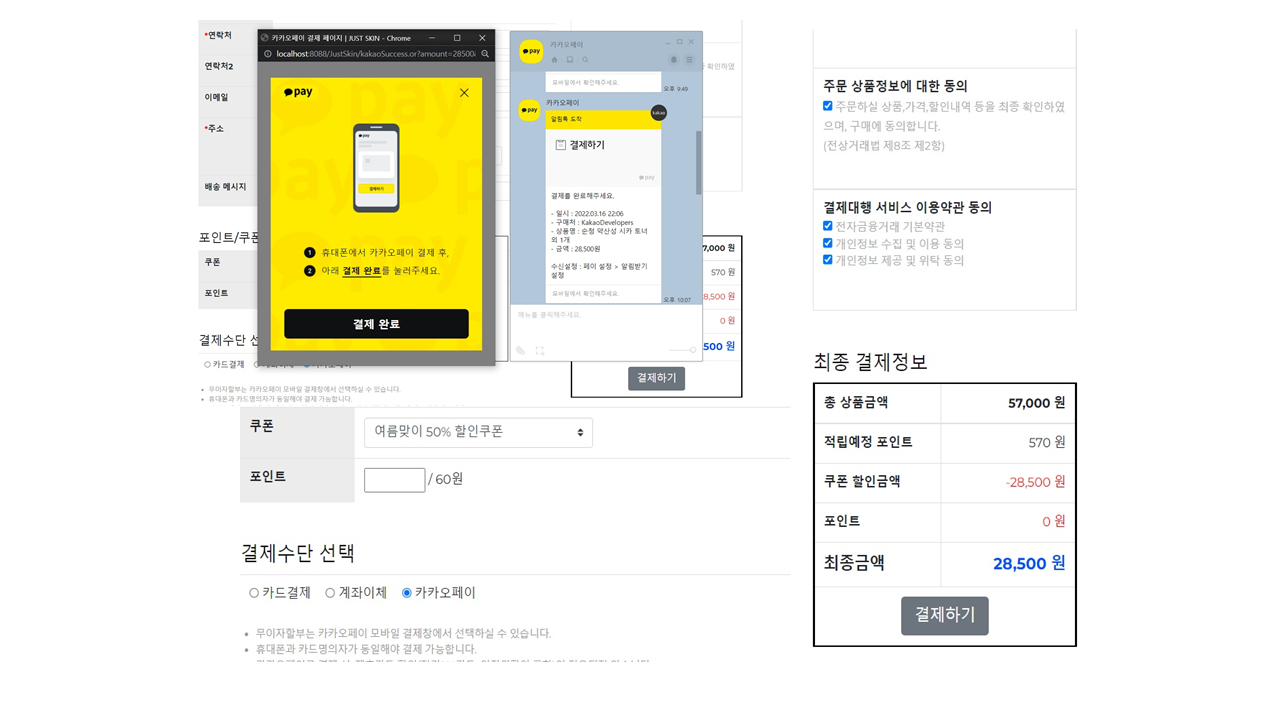 *연락처
연락처2
이메일
*주소
배송 메시지
포인트/쿠폰
쿠폰
포인트
결제수단 선
카드결제
무이자할부는 카카오페이 모바일 결제창에서 선택하실 수 있습니다.
휴대폰과 카드명의자가 동일해야 결제 가능합니다.
카카오페이 결제 페이지 | JUST SKIN - Chrome
localhost:8088/JustSkin/kakaoSuccess.or?amount=28500
pay
1 휴대폰에서 카카오페이 결제 후,
2 아래 결제 완료를 눌러주세요.
결제 완료
pay
카카오페이
모바일에서 확인해주세요.
오후 9:49
pay
카카오페이
알림톡 도착
kakao
결제하기
pay
결제를 완료해주세요.
- 일시 : 2022.03.16 22:06
- 구매처 : KakaoDevelopers
- 상품명 : 순정 약산성 시카 토너
외 1개
- 금액 : 28,500원
수신설정 : 페이 설정 > 알림받기
설정
모바일에서 확인해주세요.
오후 10:07
메뉴를 클릭해주세요.
확인하였
7,000 원
570 원
8,500 원
0 원
500 원
결제하기
쿠폰
여름맞이 50% 할인쿠폰
포인트
/ 60원
결제수단 선택
카드결제 계좌이체 카카오페이
무이자할부는 카카오페이 모바일 결제창에서 선택하실 수 있습니다.
휴대폰과 카드명의자가 동일해야 결제 가능합니다.
주문 상품정보에 대한 동의
주문하실 상품,가격,할인내역 등을 최종 확인하였
으며, 구매에 동의합니다.
(전상거래법 제8조 제2항)
결제대행 서비스 이용약관 동의
전자금융거래 기본약관
개인정보 수집 및 이용 동의
개인정보 제공 및 위탁 동의
최종 결제정보
총 상품금액 57,000 원
적립예정 포인트 570 원
쿠폰 할인금액 -28,500 원
포인트 0 원
최종금액 28,500 원
결제하기